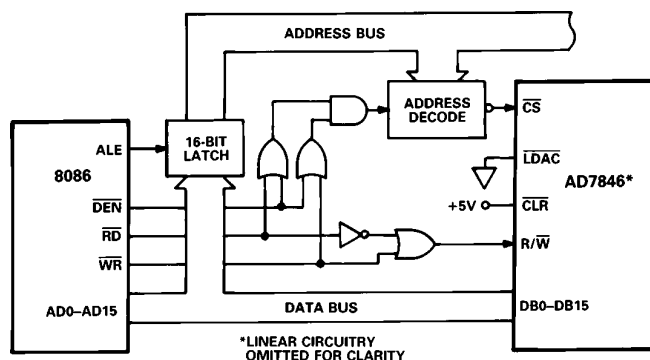 ADDRESS BUS
8086
ALE
DEN
RD
WR
AD0–AD15
16-BIT
LATCH
ADDRESS
DECODE
CS
LDAC
AD7846*
+5V
CLR
R/W
DB0–DB15
DATA BUS
*LINEAR CIRCUITRY
OMITTED FOR CLARITY